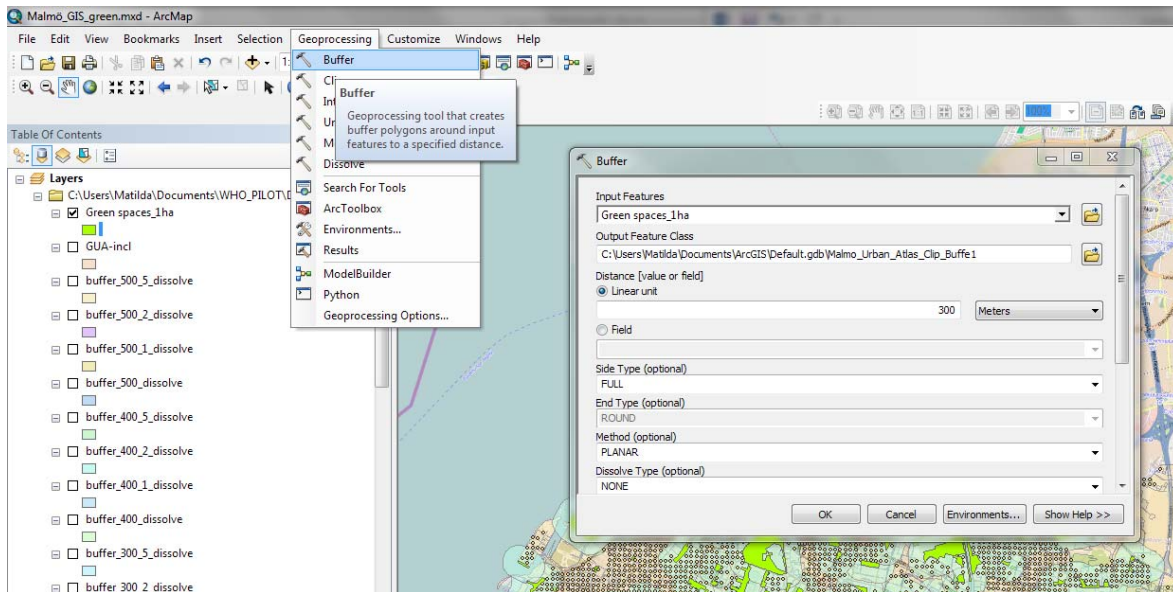 Malmö_GIS_green.mxd - ArcMap
File Edit View Bookmarks Insert Selection Geoprocessing Customize Windows Help
Buffer
Buffer
Geoprocessing tool that creates
buffer polygons around input
features to a specified distance.
Dissolve
Search For Tools
ArcToolbox
Environments...
Results
ModelBuilder
Python
Geoprocessing Options...
100%
Table Of Contents
Layers
C:\Users\Matilda\Documents\WHO_PILOT\
Green spaces_1ha
GUA-incl
buffer_500_5_dissolve
buffer_500_2_dissolve
buffer_500_1_dissolve
buffer_500_dissolve
buffer_400_5_dissolve
buffer_400_2_dissolve
buffer_400_1_dissolve
buffer_400_dissolve
buffer_300_5_dissolve
buffer_300_2_dissolve
Buffer
Input Features
Green spaces_1ha
Output Feature Class
C:\Users\Matilda\Documents\ArcGIS\Default.gdb\Malmo_Urban_Atlas_Clip_Buffe1
Distance [value or field]
Linear unit
300 Meters
Field
Side Type (optional)
FULL
End Type (optional)
ROUND
Method (optional)
PLANAR
Dissolve Type (optional)
NONE
OK Cancel Environments... Show Help >>